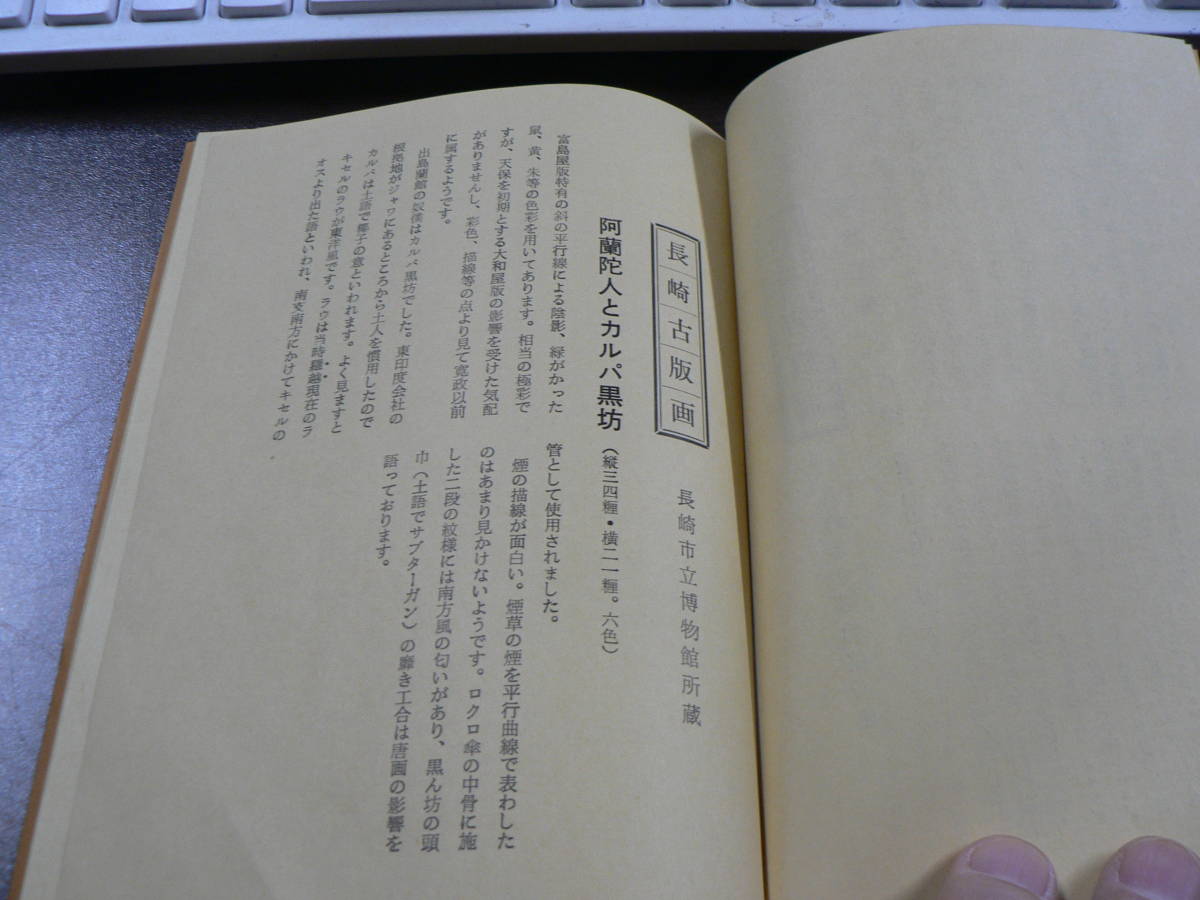 長崎古版画
長崎市立博物館所蔵
阿蘭陀人とカルパ黒坊（縦三四糎・横二一糎。六色）
富島屋版特有の斜の平行線による陰影、緑がかった
鼠、黄、朱等の色彩を用いてあります。相当の極彩で
すが、天保を初期とする大和屋版の影響を受けた気配
がありませんし、彩色、描線等の点より見て寛政以前
に属するようです。
出島蘭館の奴僕はカルパ黒坊でした。東印度会社の
根拠地がジャワにあるところから土人を慣用したので
カルパは土語で椰子の意といわれます。よく見ますと
キセルのラウが東洋風です。ラウは当時羅越現在のラ
オスより出た語といわれ、南支南方にかけてキセルの
管として使用されました。
煙の描線が面白い。煙草の煙を平行曲線で表わした
のはあまり見かけないようです。ロクロ傘の中骨に施
した二段の紋様には南方風の匂いがあり、黒ん坊の頭
巾（土語でサブターガン）の靡き工合は唐画の影響を
語っております。